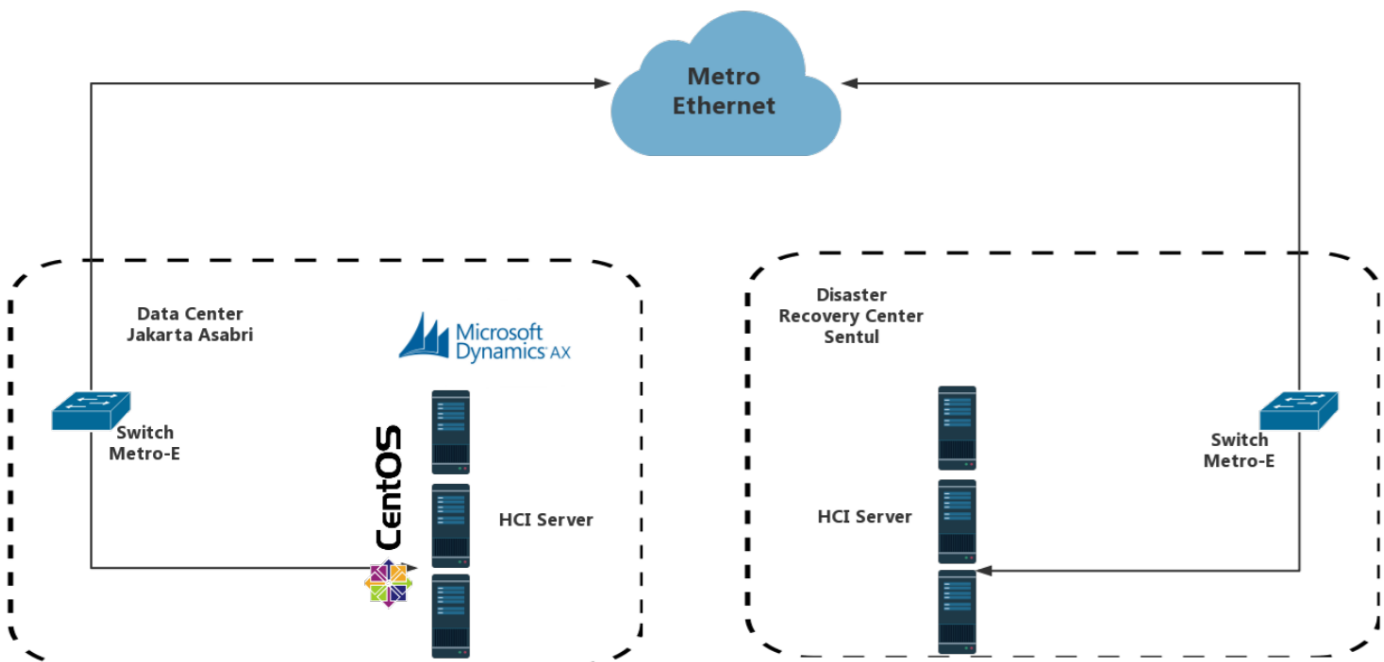 Metro
Ethernet
Data Center
Jakarta Asabri
Microsoft
Dynamics AX
Switch
Metro-E
CentOS
HCI Server
Disaster
Recovery Center
Sentul
HCI Server
Switch
Metro-E